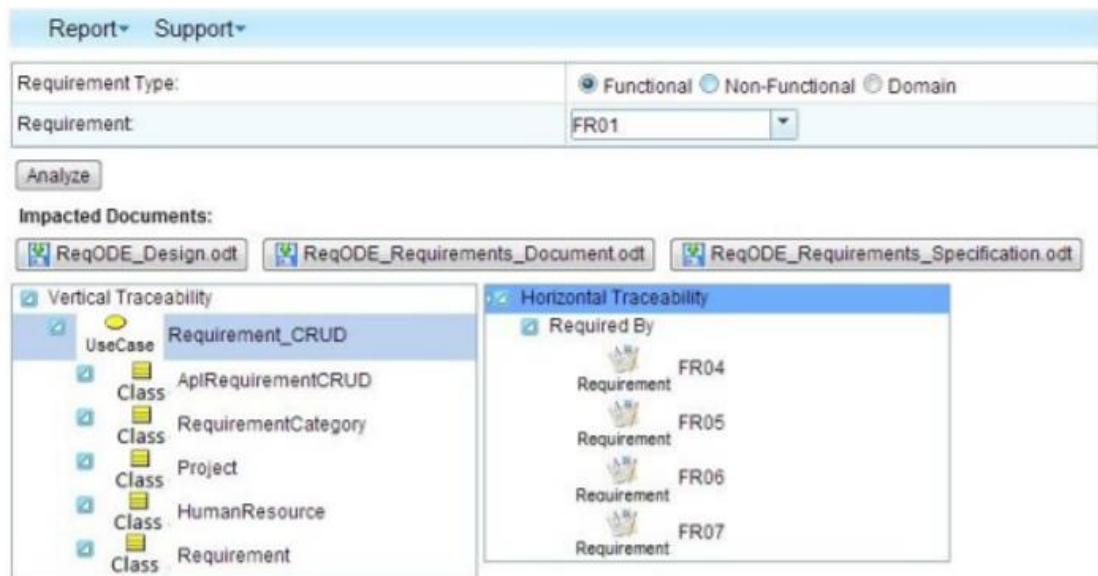 Report Support
Requirement Type: Functional Non-Functional Domain
Requirement: FR01
Analyze
Impacted Documents:
ReqODE_Design.odt ReqODE_Requirements_Document.odt ReqODE_Requirements_Specification.odt
Vertical Traceability
UseCase Requirement_CRUD
Class AplRequirementCRUD
Class RequirementCategory
Class Project
Class HumanResource
Class Requirement
Horizontal Traceability
Required By
Requirement FR04
Requirement FR05
Requirement FR06
Requirement FR07